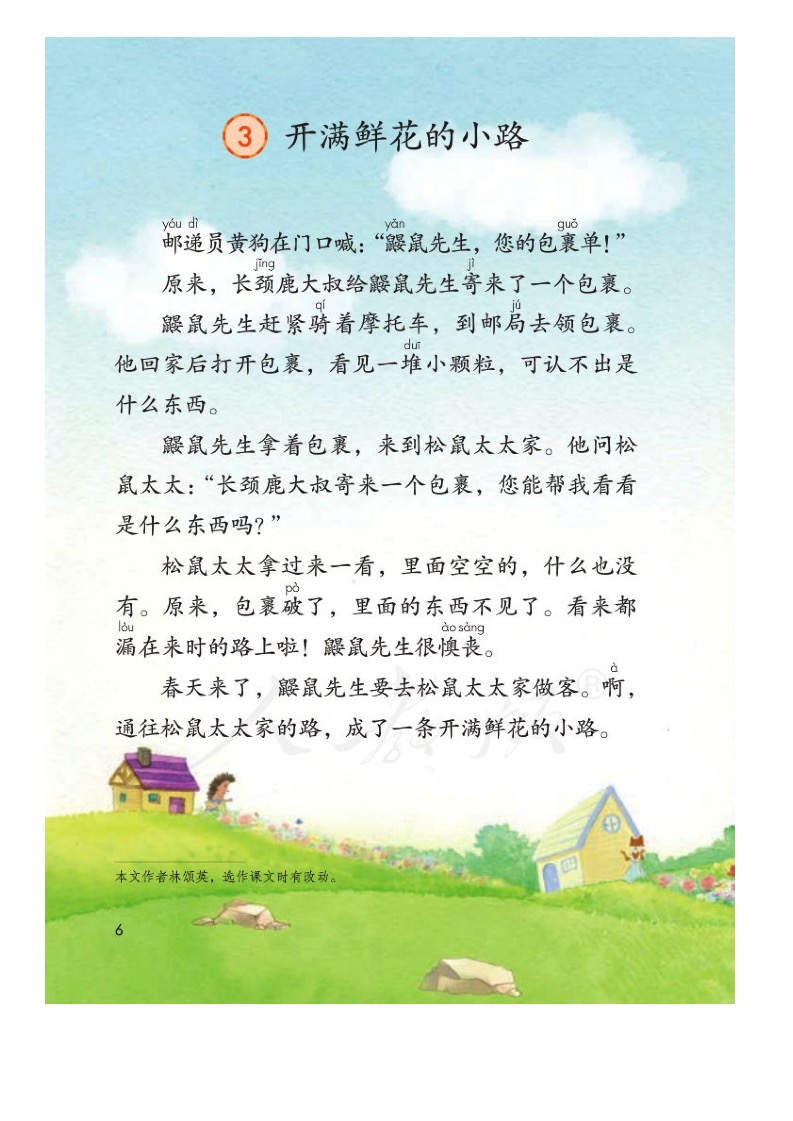 3 开满鲜花的小路
yóu dì yǎn guǒ
邮递员黄狗在门口喊：“鼹鼠先生，您的包裹单！”
jǐng jì
原来，长颈鹿大叔给鼹鼠先生寄来了一个包裹。
qí jú
鼹鼠先生赶紧骑着摩托车，到邮局去领包裹。
duī
他回家后打开包裹，看见一堆小颗粒，可认不出是
什么东西。
鼹鼠先生拿着包裹，来到松鼠太太家。他问松
鼠太太：“长颈鹿大叔寄来一个包裹，您能帮我看看
是什么东西吗？”
松鼠太太拿过来一看，里面空空的，什么也没
pò
有。原来，包裹破了，里面的东西不见了。看来都
lòu ào sàng
漏在来时的路上啦！鼹鼠先生很懊丧。
à
春天来了，鼹鼠先生要去松鼠太太家做客。啊，
通往松鼠太太家的路，成了一条开满鲜花的小路。
本文作者林颂英，选作课文时有改动。
6